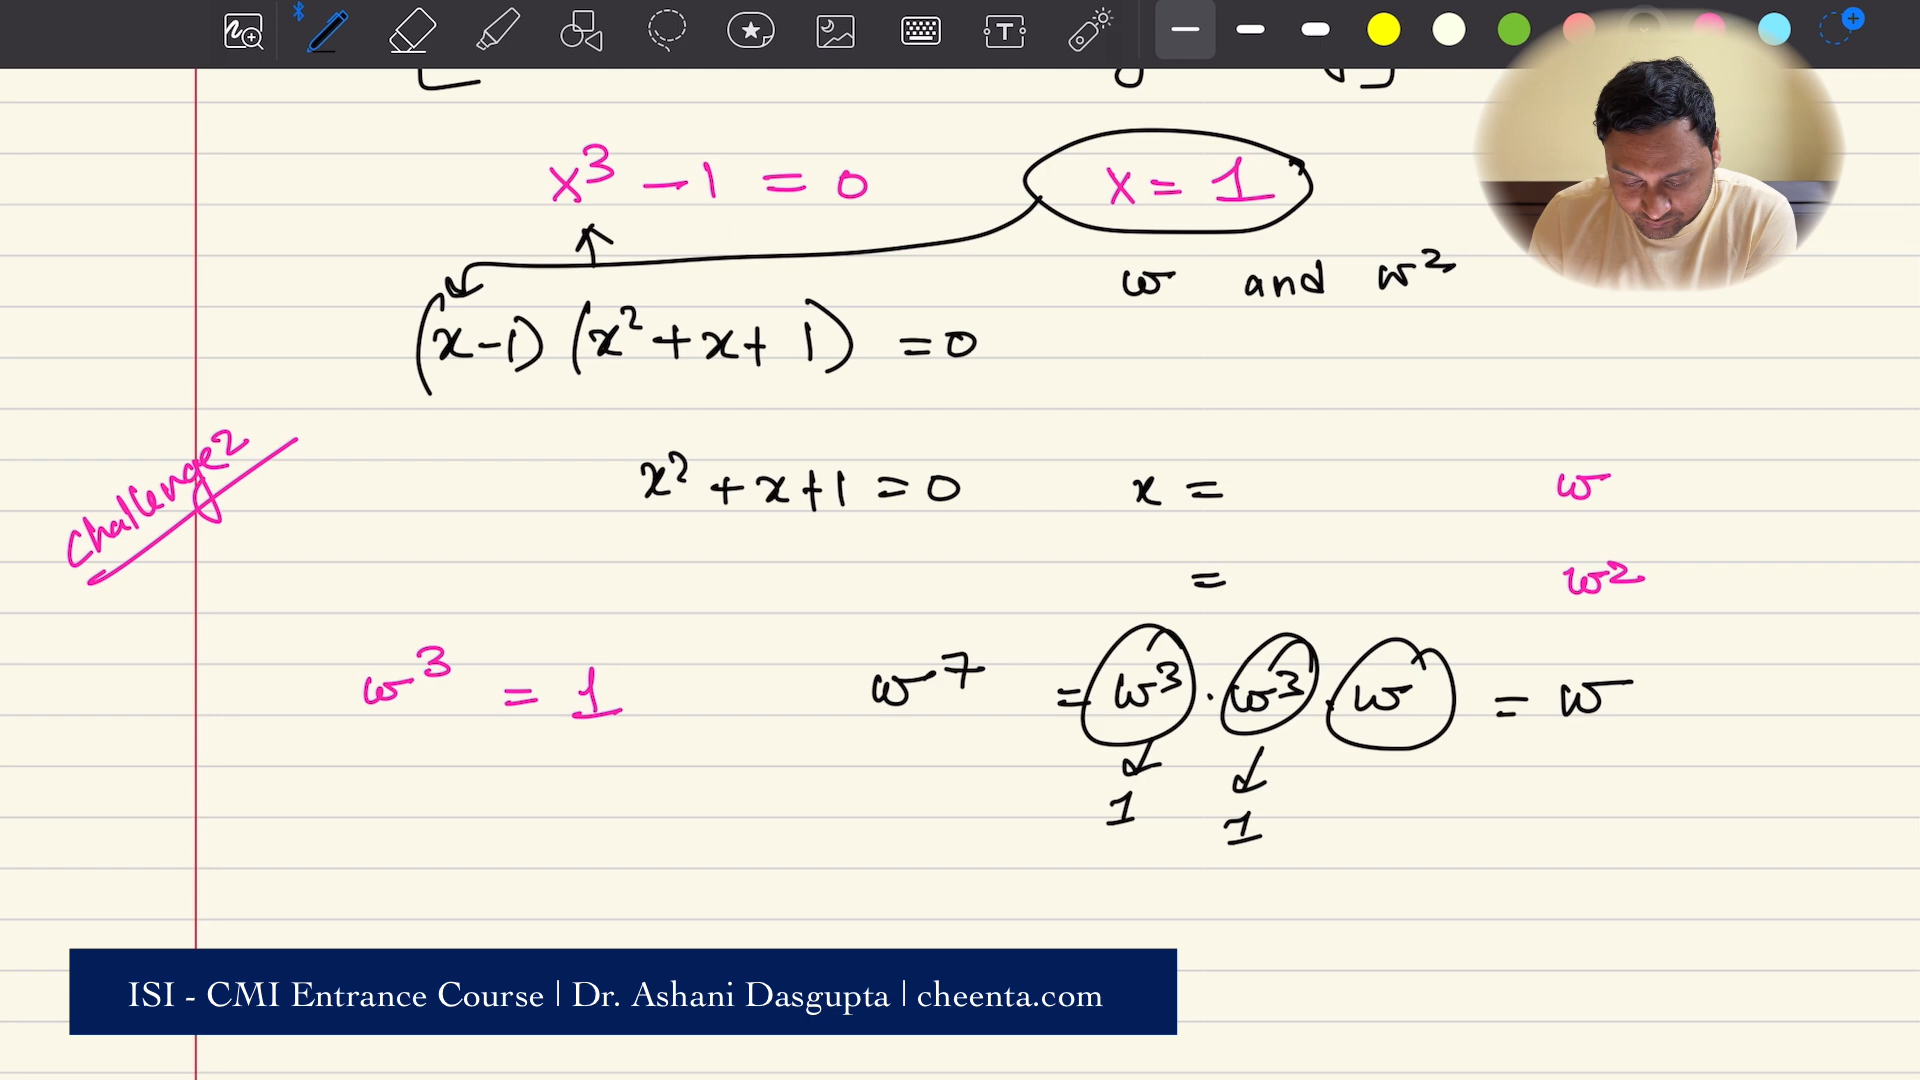 x³ - 1 = 0 x = 1
ω and ω²
(x-1) (x² + x + 1) = 0
Challenge 2
x² + x + 1 = 0 x = ω
= ω²
ω³ = 1 ω⁷ = ω³ . ω³ . ω = ω
1 1
ISI - CMI Entrance Course | Dr. Ashani Dasgupta | cheenta.com